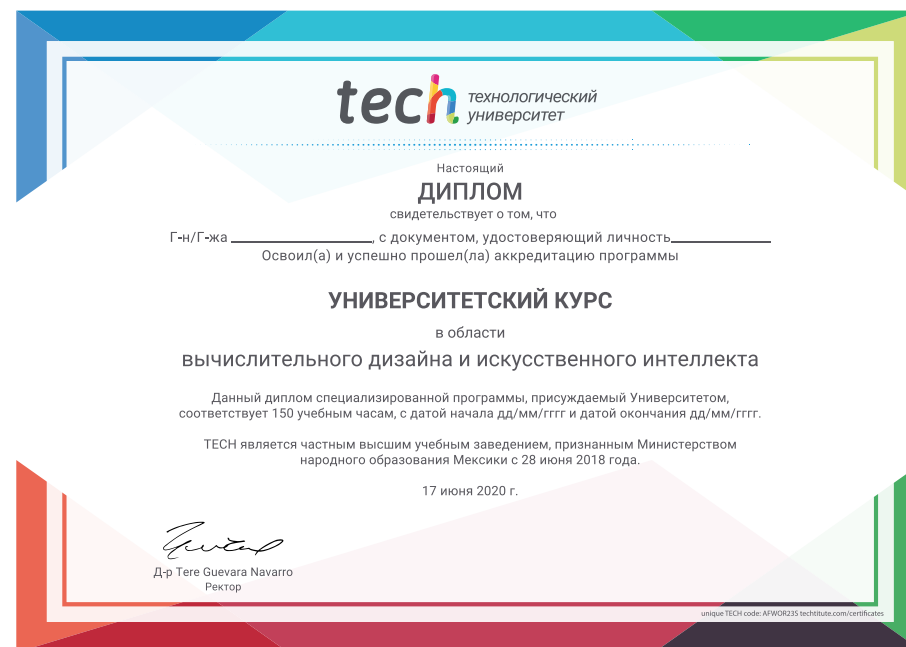 tech технологический
университет
Настоящий
ДИПЛОМ
свидетельствует о том, что
Г-н/Г-жа ____________________, с документом, удостоверяющий личность______________
Освоил(а) и успешно прошел(ла) аккредитацию программы
УНИВЕРСИТЕТСКИЙ КУРС
в области
вычислительного дизайна и искусственного интеллекта
Данный диплом специализированной программы, присуждаемый Университетом,
соответствует 150 учебным часам, с датой начала дд/мм/гггг и датой окончания дд/мм/гггг.
TECH является частным высшим учебным заведением, признанным Министерством
народного образования Мексики с 28 июня 2018 года.
17 июня 2020 г.
Д-р Tere Guevara Navarro
Ректор
unique TECH code: AFWOR23S techtitute.com/certificates